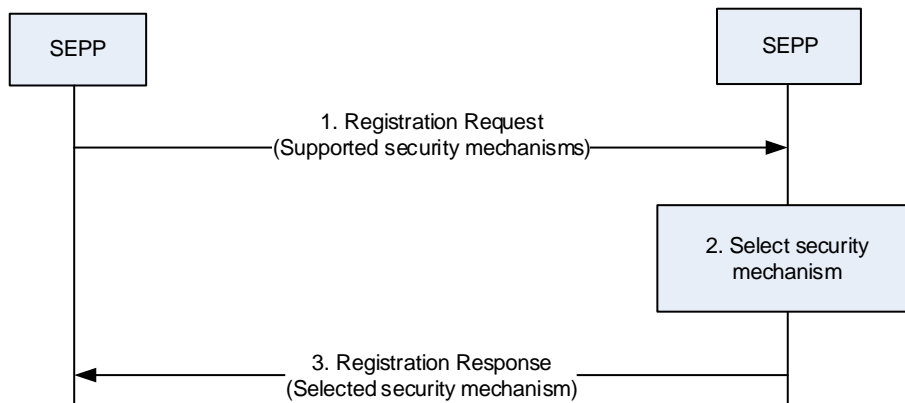 SEPP
SEPP
1. Registration Request
(Supported security mechanisms)
2. Select security
mechanism
3. Registration Response
(Selected security mechanism)